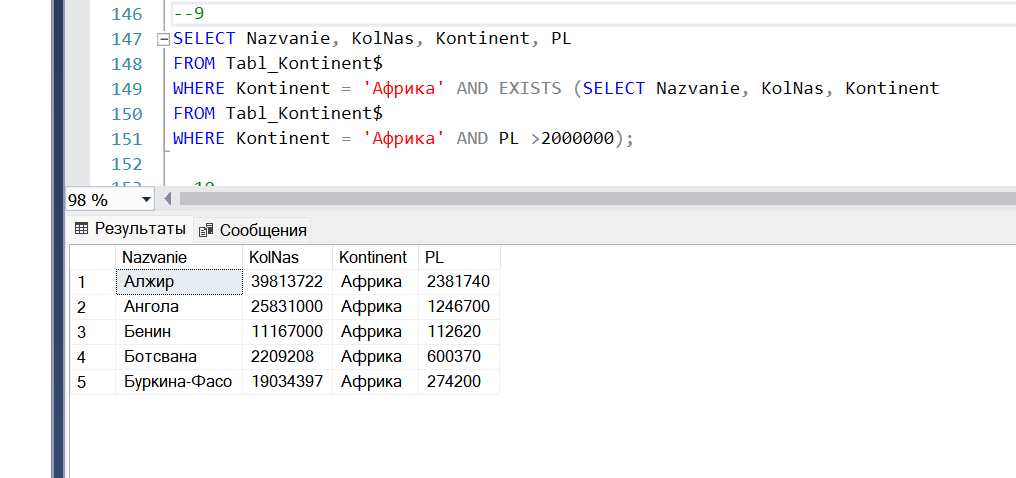 146 --9
147 SELECT Nazvanie, KolNas, Kontinent, PL
148 FROM Tabl_Kontinent$
149 WHERE Kontinent = 'Африка' AND EXISTS (SELECT Nazvanie, KolNas, Kontinent
150 FROM Tabl_Kontinent$
151 WHERE Kontinent = 'Африка' AND PL >2000000);
152
98 %
Результаты Сообщения
Nazvanie KolNas Kontinent PL
1 Алжир 39813722 Африка 2381740
2 Ангола 25831000 Африка 1246700
3 Бенин 11167000 Африка 112620
4 Ботсвана 2209208 Африка 600370
5 Буркина-Фасо 19034397 Африка 274200